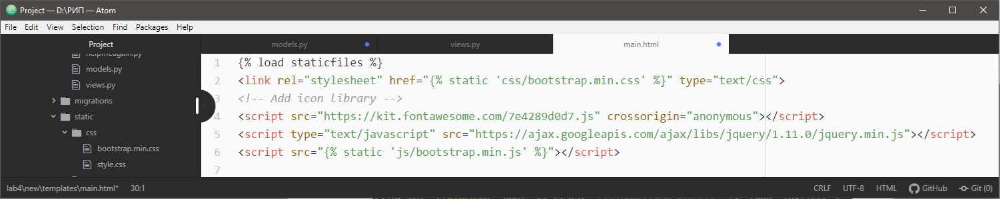 Project — D:\РИП — Atom
File Edit View Selection Find Packages Help
Project
models.py
views.py
main.html
helpmeagain.py
models.py
views.py
migrations
static
css
bootstrap.min.css
style.css
1 {% load staticfiles %}
2 <link rel="stylesheet" href="{% static 'css/bootstrap.min.css' %}" type="text/css">
3 <!-- Add icon library -->
4 <script src="https://kit.fontawesome.com/7e4289d0d7.js" crossorigin="anonymous"></script>
5 <script type="text/javascript" src="https://ajax.googleapis.com/ajax/libs/jquery/1.11.0/jquery.min.js"></script>
6 <script src="{% static 'js/bootstrap.min.js' %}"></script>
7
lab4\new\templates\main.html* 30:1 CRLF UTF-8 HTML GitHub Git (0)